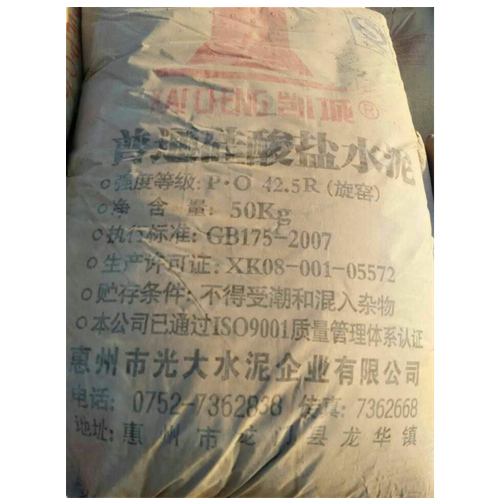 普通硅酸盐水泥
强度等级: P·O 42.5R (旋窑)
净 含 量: 50Kg
执行标准: GB175-2007
生产许可证: XK08-001-05572
贮存条件: 不得受潮和混入杂物
本公司已通过ISO9001质量管理体系认证
惠州市光大水泥企业有限公司
电话: 0752-7362898 传真: 7362668
地址: 惠州市龙门县龙华镇